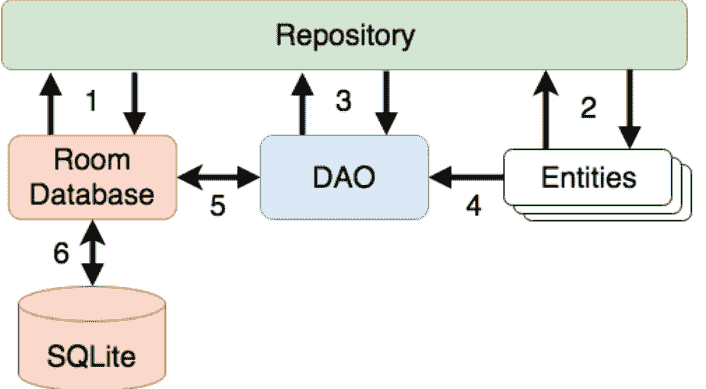 Repository
1
3
2
Room
Database
DAO
Entities
5
4
6
SQLite